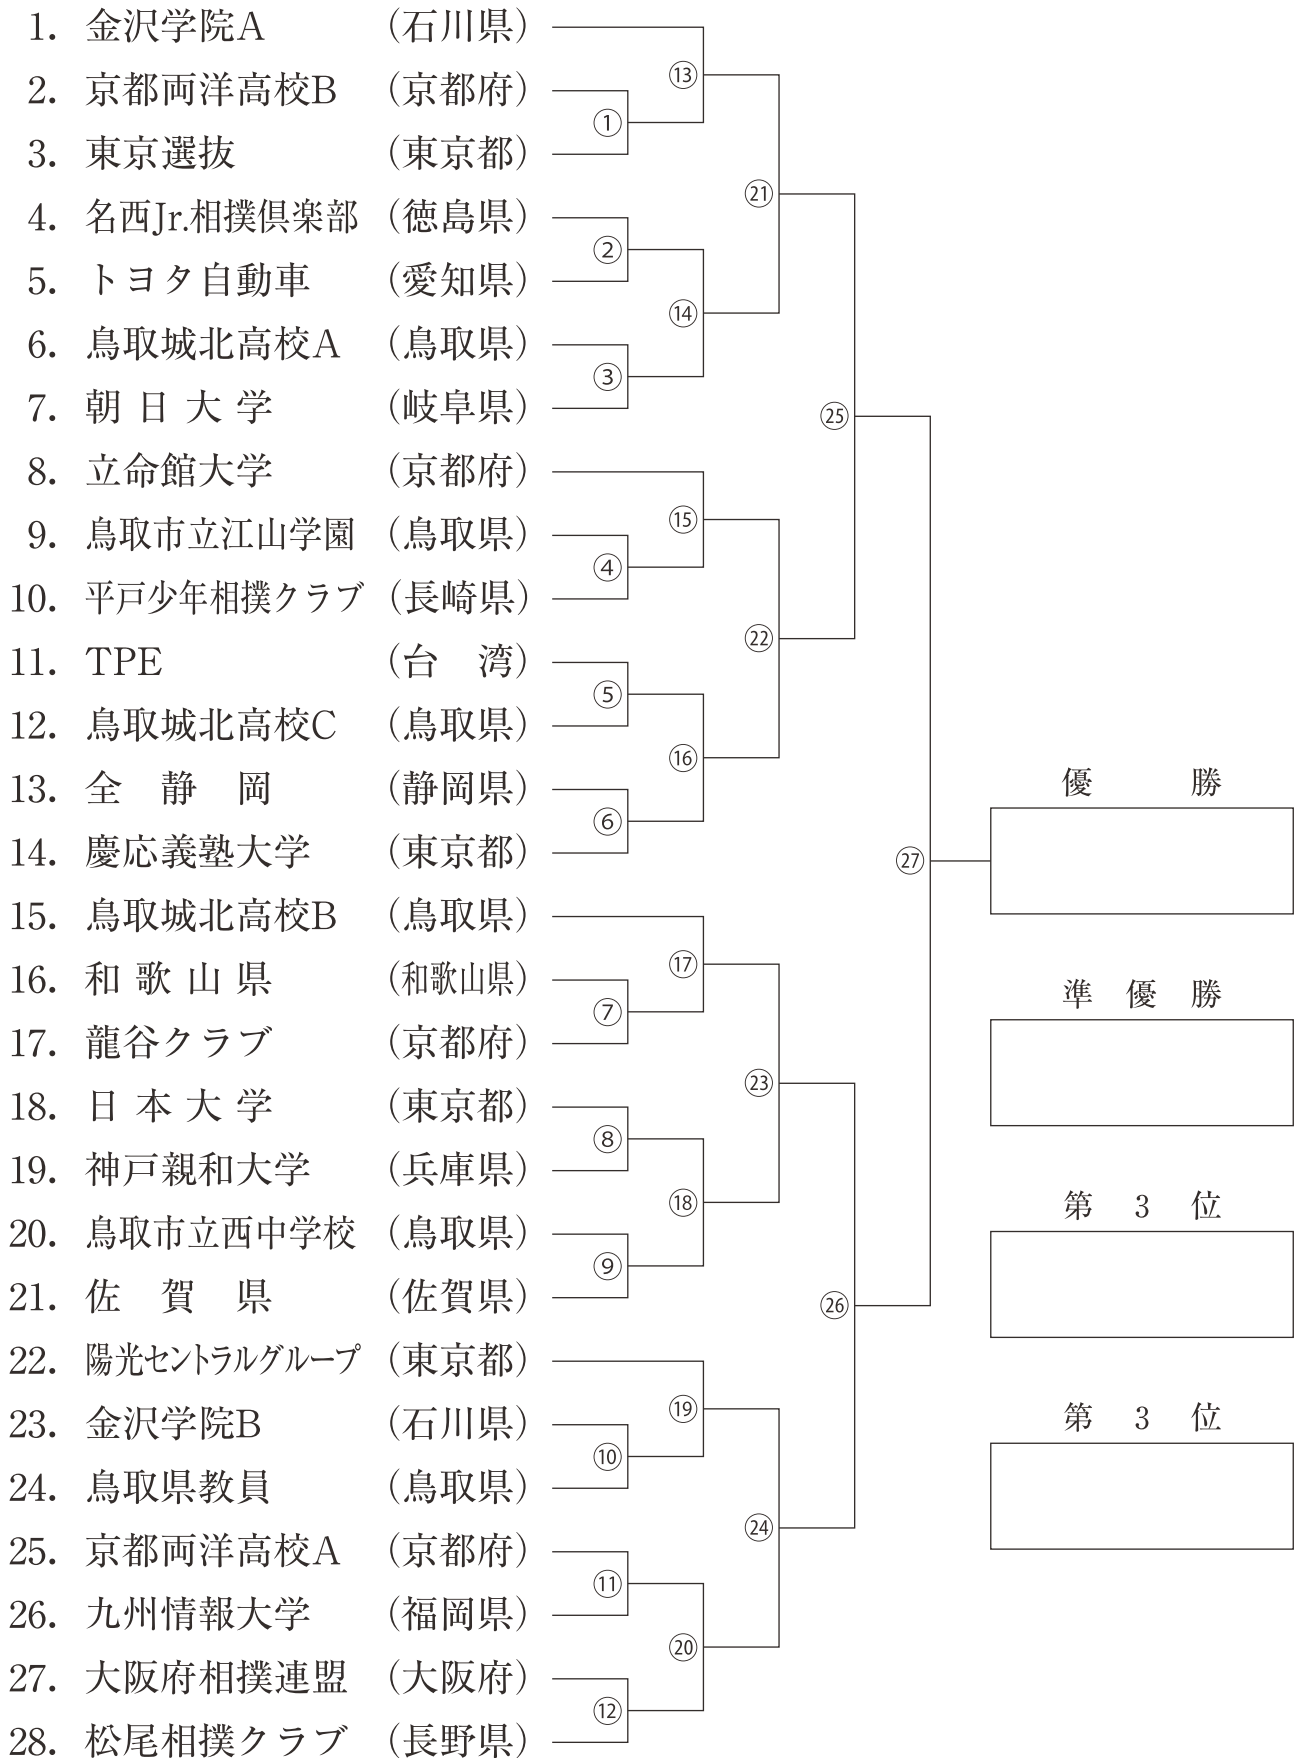 1. 金沢学院A (石川県)
2. 京都両洋高校B (京都府)
3. 東京選抜 (東京都)
4. 名西Jr.相撲倶楽部 (徳島県)
5. トヨタ自動車 (愛知県)
6. 鳥取城北高校A (鳥取県)
7. 朝日大学 (岐阜県)
8. 立命館大学 (京都府)
9. 鳥取市立江山学園 (鳥取県)
10. 平戸少年相撲クラブ (長崎県)
11. TPE (台 湾)
12. 鳥取城北高校C (鳥取県)
13. 全静岡 (静岡県)
14. 慶応義塾大学 (東京都)
15. 鳥取城北高校B (鳥取県)
16. 和歌山県 (和歌山県)
17. 龍谷クラブ (京都府)
18. 日本大学 (東京都)
19. 神戸親和大学 (兵庫県)
20. 鳥取市立西中学校 (鳥取県)
21. 佐賀県 (佐賀県)
22. 陽光セントラルグループ (東京都)
23. 金沢学院B (石川県)
24. 鳥取県教員 (鳥取県)
25. 京都両洋高校A (京都府)
26. 九州情報大学 (福岡県)
27. 大阪府相撲連盟 (大阪府)
28. 松尾相撲クラブ (長野県)
①
②
③
④
⑤
⑥
⑦
⑧
⑨
⑩
⑪
⑫
⑬
⑭
⑮
⑯
⑰
⑱
⑲
⑳
㉑
㉒
㉓
㉔
㉕
㉖
㉗
優勝
準優勝
第3位
第3位